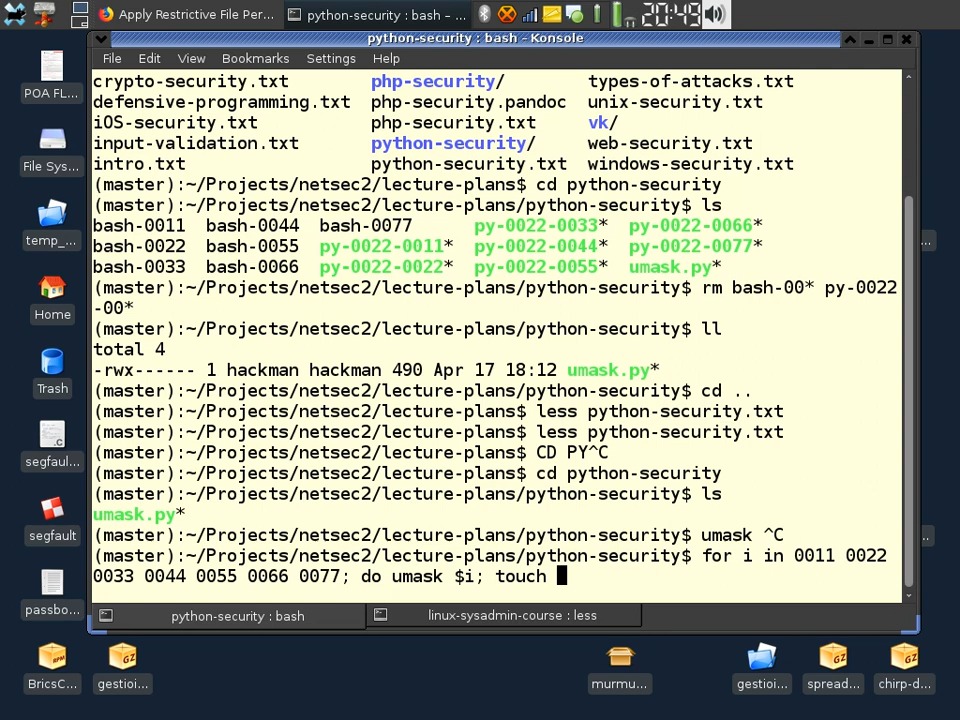 Apply Restrictive File Per...
python-security : bash – ...
20:49
python-security : bash - Konsole
File Edit View Bookmarks Settings Help
crypto-security.txt php-security/ types-of-attacks.txt
defensive-programming.txt php-security.pandoc unix-security.txt
iOS-security.txt php-security.txt vk/
input-validation.txt python-security/ web-security.txt
intro.txt python-security.txt windows-security.txt
(master):~/Projects/netsec2/lecture-plans$ cd python-security
(master):~/Projects/netsec2/lecture-plans/python-security$ ls
bash-0011 bash-0044 bash-0077 py-0022-0033* py-0022-0066*
bash-0022 bash-0055 py-0022-0011* py-0022-0044* py-0022-0077*
bash-0033 bash-0066 py-0022-0022* py-0022-0055* umask.py*
(master):~/Projects/netsec2/lecture-plans/python-security$ rm bash-00* py-0022
-00*
(master):~/Projects/netsec2/lecture-plans/python-security$ ll
total 4
-rwx------ 1 hackman hackman 490 Apr 17 18:12 umask.py*
(master):~/Projects/netsec2/lecture-plans/python-security$ cd ..
(master):~/Projects/netsec2/lecture-plans$ less python-security.txt
(master):~/Projects/netsec2/lecture-plans$ less python-security.txt
(master):~/Projects/netsec2/lecture-plans$ CD PY^C
(master):~/Projects/netsec2/lecture-plans$ cd python-security
(master):~/Projects/netsec2/lecture-plans/python-security$ ls
umask.py*
(master):~/Projects/netsec2/lecture-plans/python-security$ umask ^C
(master):~/Projects/netsec2/lecture-plans/python-security$ for i in 0011 0022
0033 0044 0055 0066 0077; do umask $i; touch
python-security : bash
linux-sysadmin-course : less
POA FL...
File Sys...
temp_...
Home
Trash
.c
segfaul...
segfault
passbo...
RPM
BricsC...
GZ
gestioi...
murmu...
gestioi...
GZ
spread...
GZ
chirp-d...